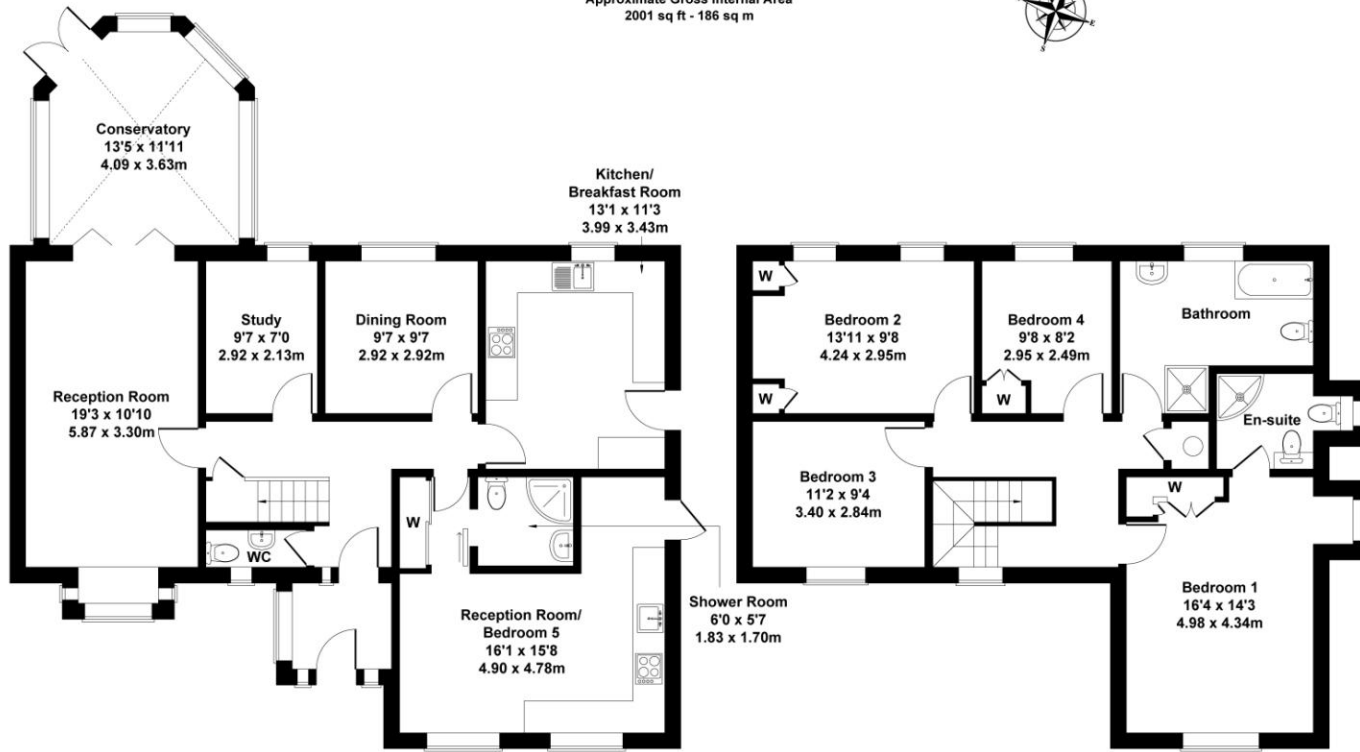 Approximate Gross Internal Area
2001 sq ft - 186 sq m
E
S
Conservatory
13'5 x 11'11
4.09 x 3.63m
Kitchen/
Breakfast Room
13'1 x 11'3
3.99 x 3.43m
Study
9'7 x 7'0
2.92 x 2.13m
Dining Room
9'7 x 9'7
2.92 x 2.92m
Reception Room
19'3 x 10'10
5.87 x 3.30m
W
WC
Reception Room/
Bedroom 5
16'1 x 15'8
4.90 x 4.78m
Shower Room
6'0 x 5'7
1.83 x 1.70m
W
Bedroom 2
13'11 x 9'8
4.24 x 2.95m
W
Bedroom 4
9'8 x 8'2
2.95 x 2.49m
W
Bathroom
En-suite
Bedroom 3
11'2 x 9'4
3.40 x 2.84m
W
Bedroom 1
16'4 x 14'3
4.98 x 4.34m